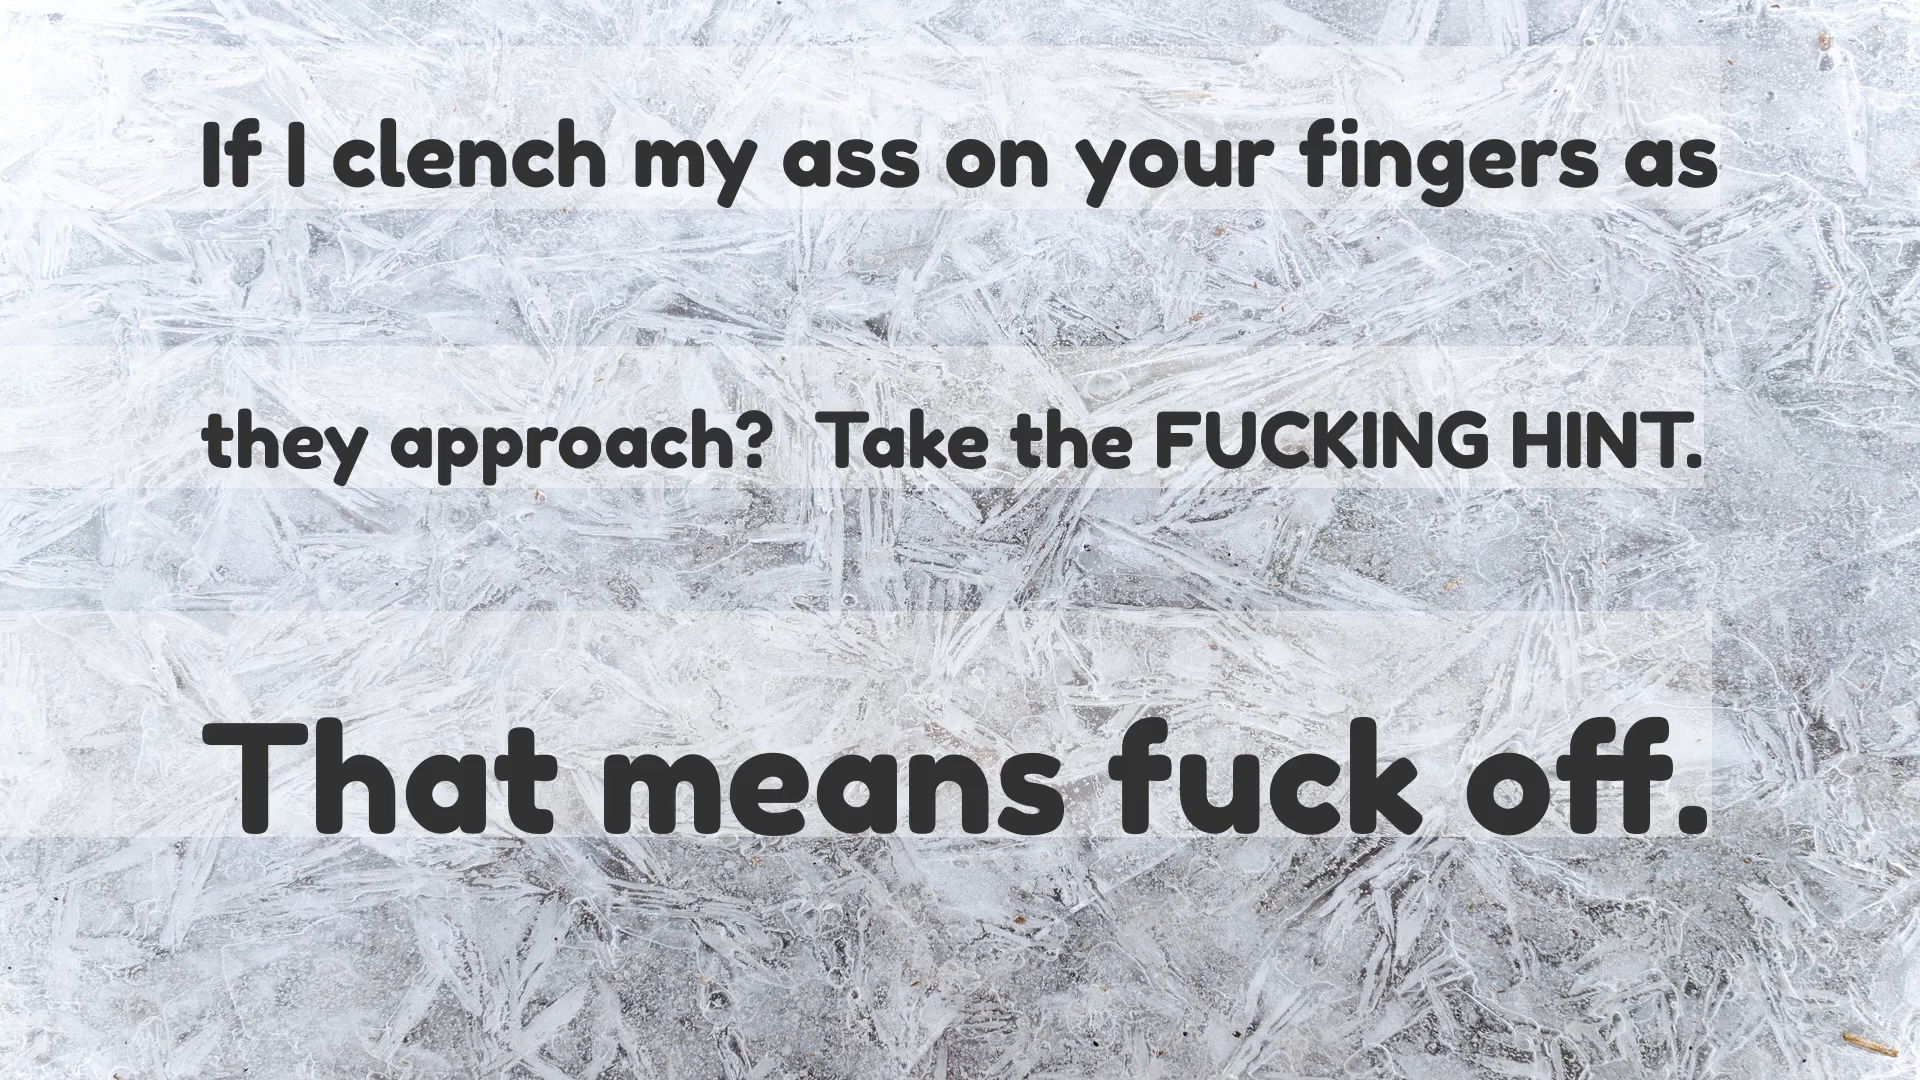 If I clench my ass on your fingers as
they approach?  Take the FUCKING HINT.
That means fuck off.